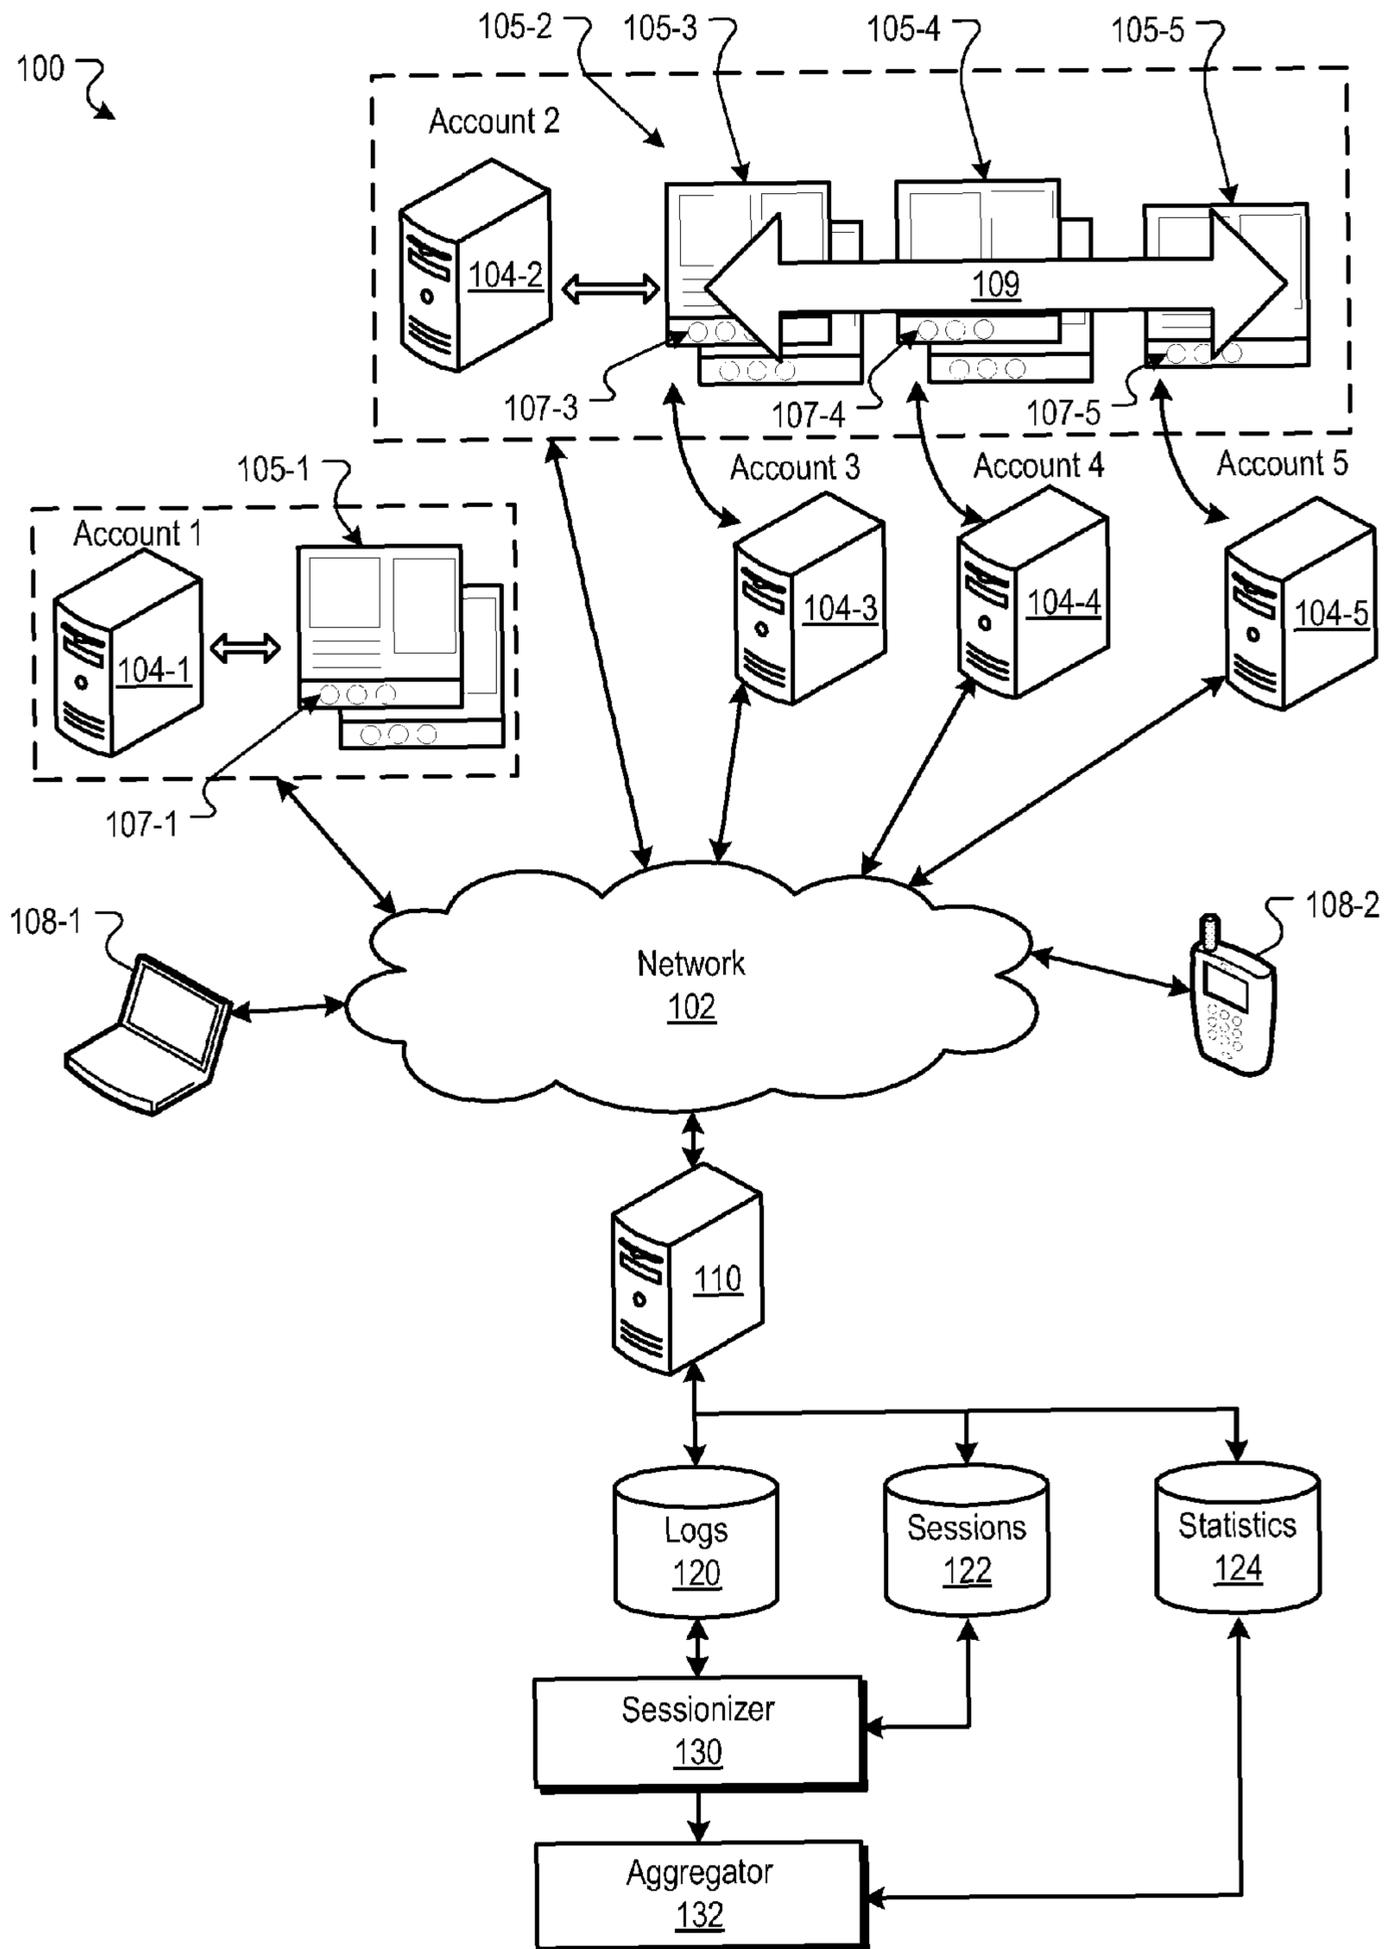 105-2
105-3
105-4
105-5
100
Account 2
104-2
109
107-3
107-4
107-5
105-1
Account 3
Account 4
Account 5
Account 1
104-1
104-3
104-4
104-5
107-1
108-1
108-2
Network
102
110
Logs
120
Sessions
122
Statistics
124
Sessionizer
130
Aggregator
132